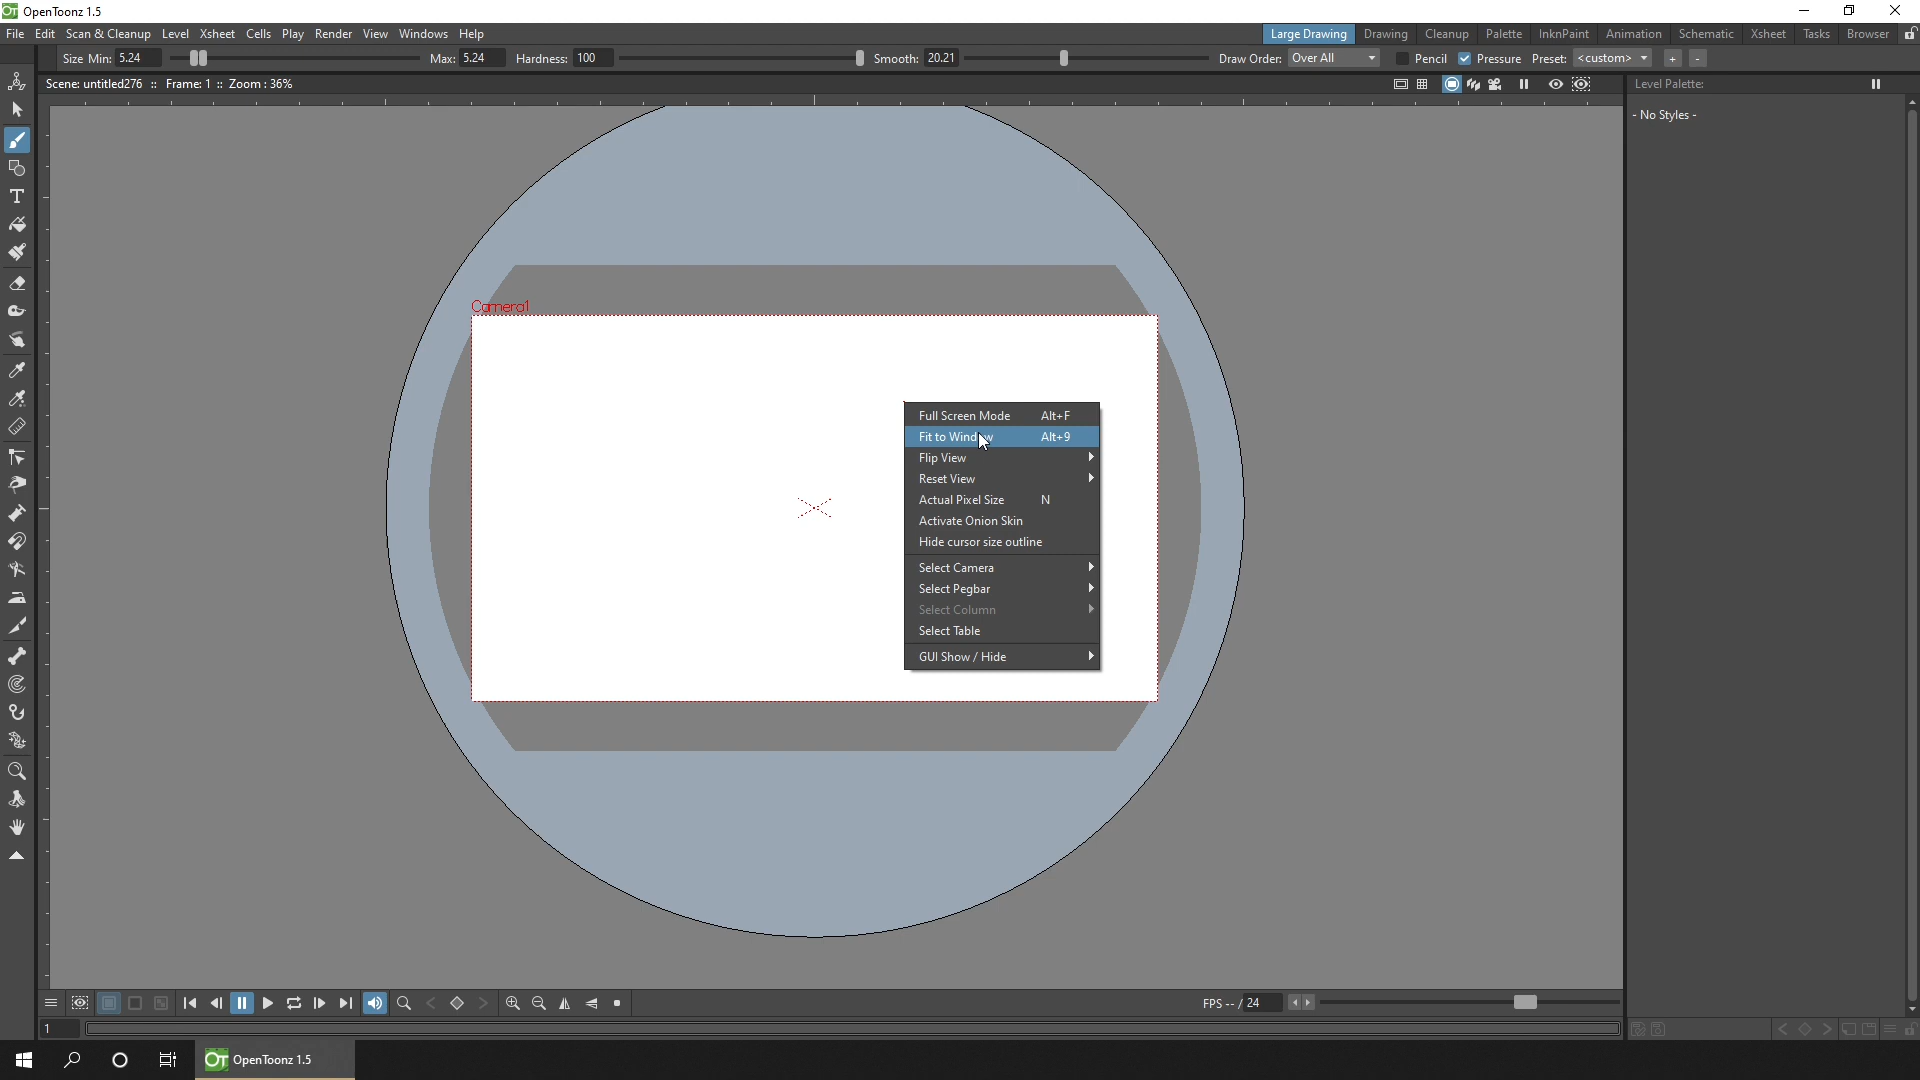 OpenToonz 1.5
File Edit Scan & Cleanup Level Xsheet Cells Play Render View Windows Help
Large Drawing Drawing Cleanup Palette InknPaint Animation Schematic Xsheet Tasks Browser
Size Min: 5.24 Max: 5.24 Hardness: 100 Smooth: 20.21 Draw Order: Over All Pencil Pressure Preset: <custom> + -
Scene: untitled276 :: Frame: 1 :: Zoom : 36%
Level Palette:
- No Styles -
Camera1
Full Screen Mode Alt+F
Fit to Window Alt+9
Flip View
Reset View
Actual Pixel Size N
Activate Onion Skin
Hide cursor size outline
Select Camera
Select Pegbar
Select Column
Select Table
GUI Show / Hide
FPS -- / 24
1
OpenToonz 1.5